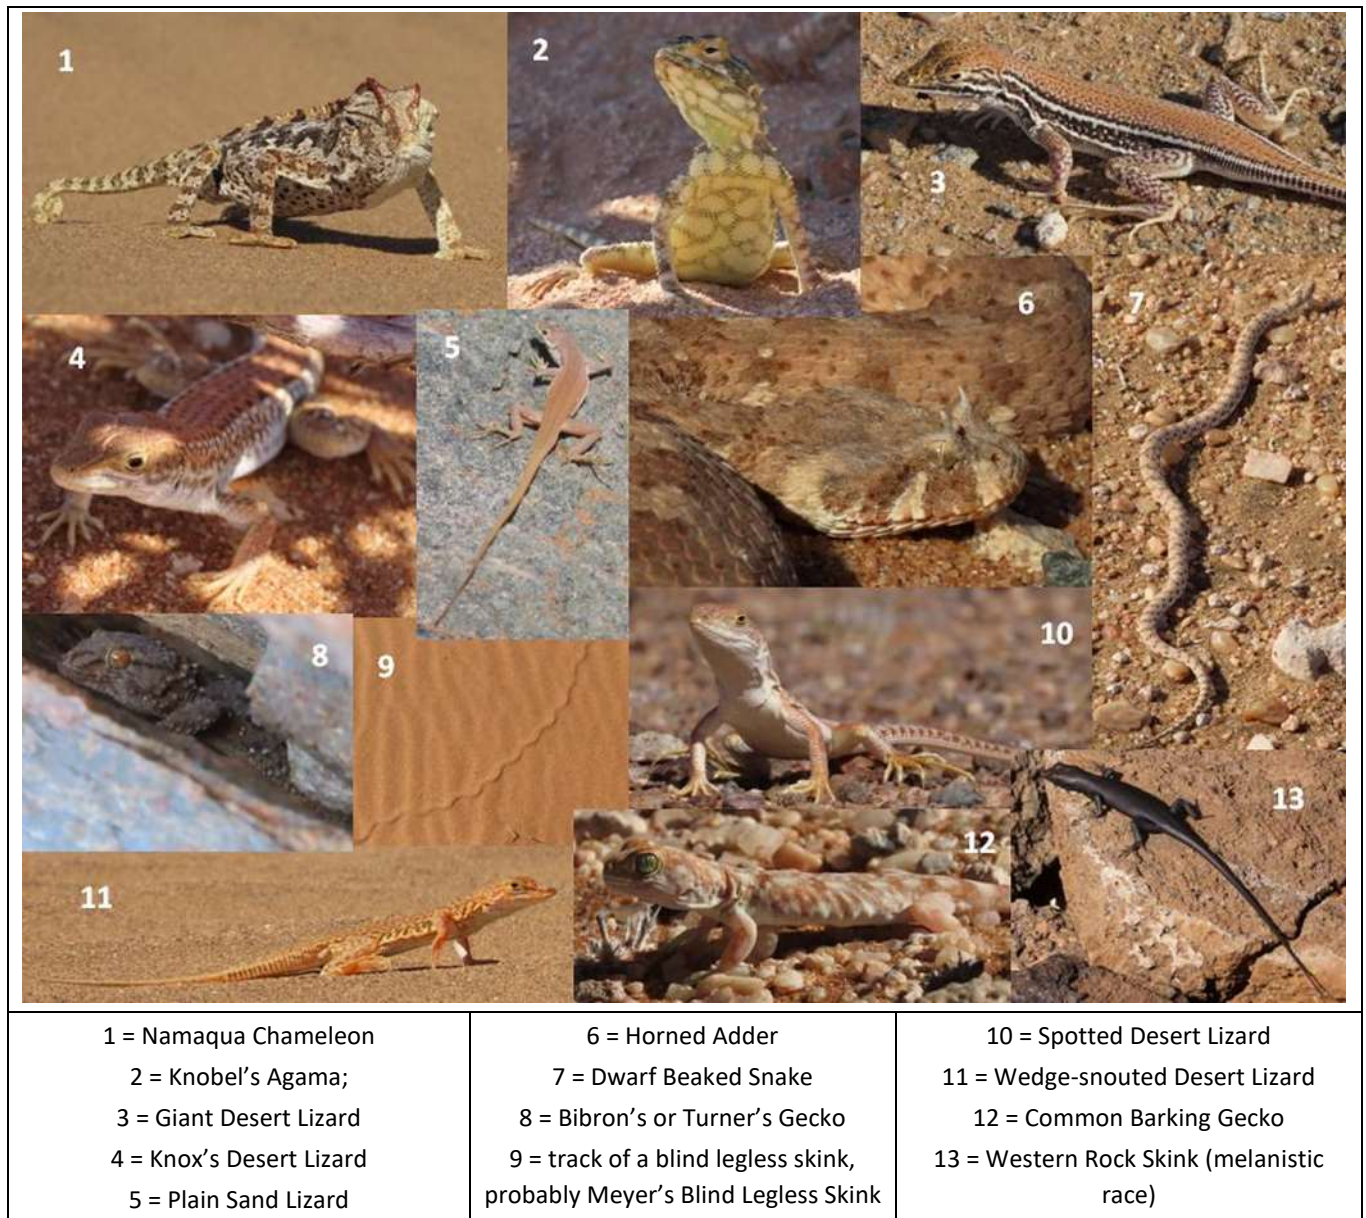 1
2
3
4
5
6
7
8
9
10
11
12
13
1 = Namaqua Chameleon
2 = Knobel’s Agama;
3 = Giant Desert Lizard
4 = Knox’s Desert Lizard
5 = Plain Sand Lizard
6 = Horned Adder
7 = Dwarf Beaked Snake
8 = Bibron’s or Turner’s Gecko
9 = track of a blind legless skink,
probably Meyer’s Blind Legless Skink
10 = Spotted Desert Lizard
11 = Wedge-snouted Desert Lizard
12 = Common Barking Gecko
13 = Western Rock Skink (melanistic
race)